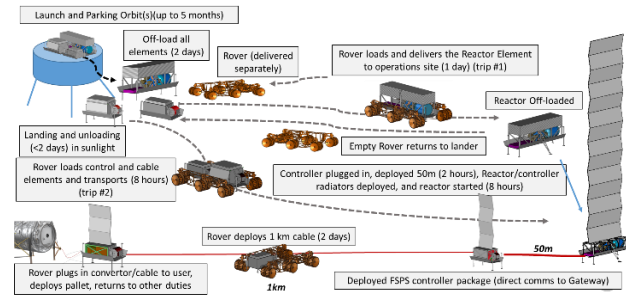 Launch and Parking Orbit(s)(up to 5 months)
Off-load all
elements (2 days)
Rover (delivered
separately)
Rover loads and delivers the Reactor Element
to operations site (1 day) (trip #1)
Reactor Off-loaded
Landing and unloading
(<2 days) in sunlight
Empty Rover returns to lander
Rover loads control and cable
elements and transports (8 hours)
(trip #2)
Controller plugged in, deployed 50m (2 hours), Reactor/controller
radiators deployed, and reactor started (8 hours)
Rover deploys 1 km cable (2 days)
50m
Rover plugs in convertor/cable to user,
deploys pallet, returns to other duties
1km
Deployed FSPS controller package (direct comms to Gateway)